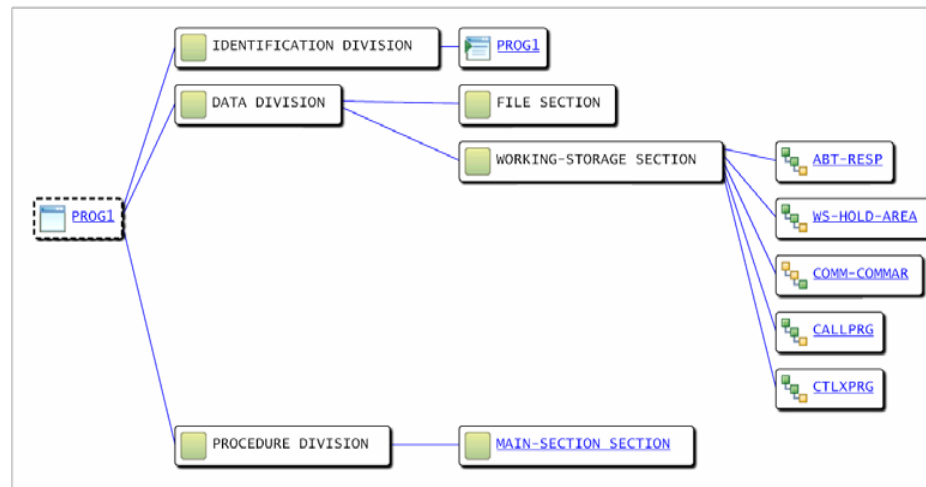 IDENTIFICATION DIVISION
PROG1
DATA DIVISION
FILE SECTION
WORKING-STORAGE SECTION
ABT-RESP
PROG1
WS-HOLD-AREA
COMM-COMMAR
CALLPRG
CTLXPRG
PROCEDURE DIVISION
MAIN-SECTION SECTION